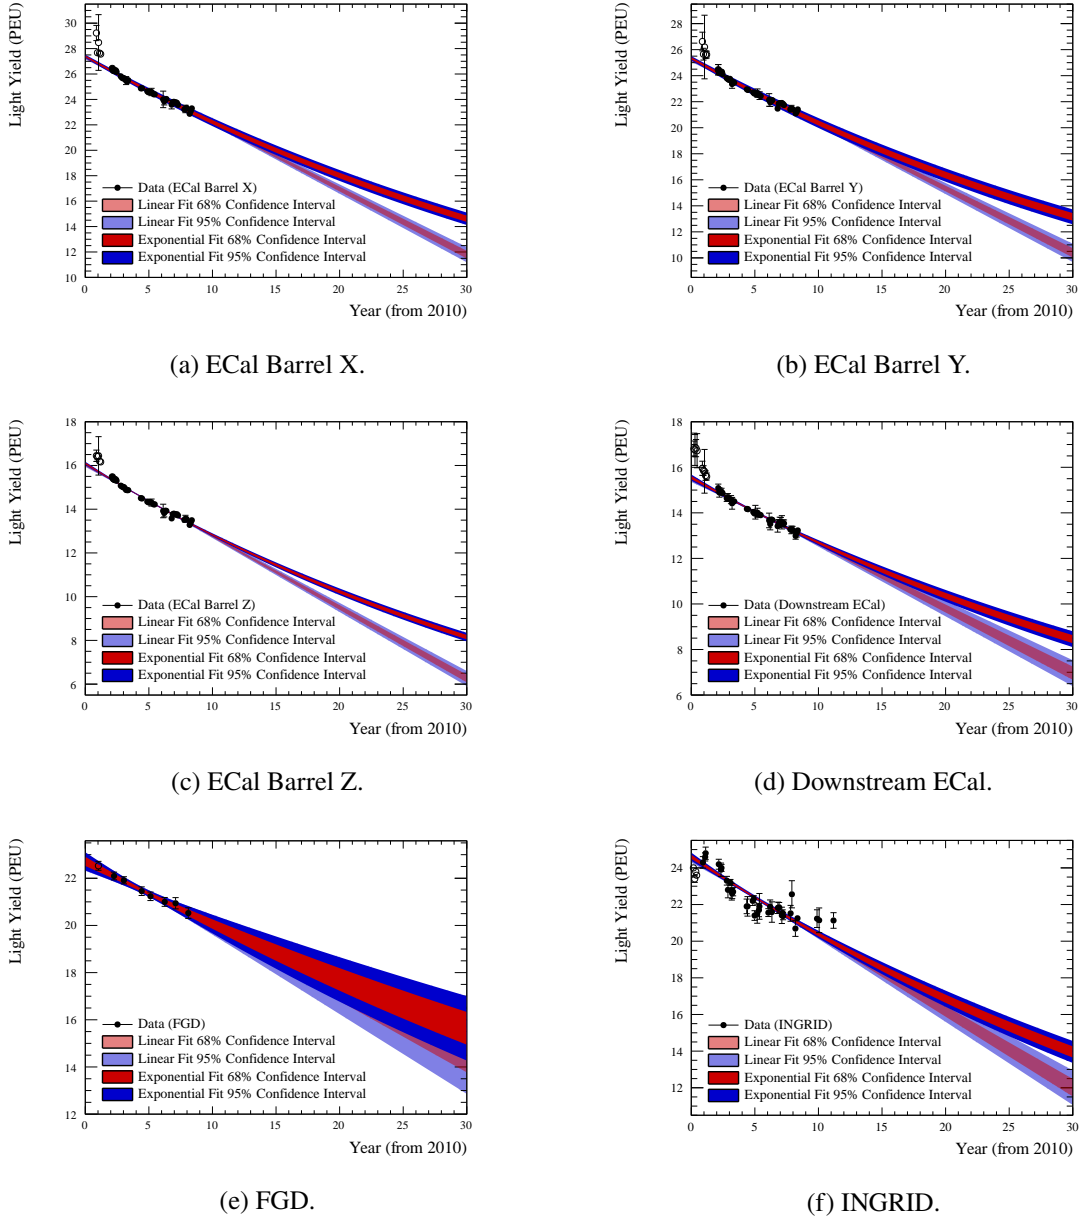 Light Yield (PEU)
30
28
26
24
22
20
18
16
14
12
10
Data (ECal Barrel X)
Linear Fit 68% Confidence Interval
Linear Fit 95% Confidence Interval
Exponential Fit 68% Confidence Interval
Exponential Fit 95% Confidence Interval
0 5 10 15 20 25 30
Year (from 2010)
(a) ECal Barrel X.
Light Yield (PEU)
28
26
24
22
20
18
16
14
12
10
Data (ECal Barrel Y)
Linear Fit 68% Confidence Interval
Linear Fit 95% Confidence Interval
Exponential Fit 68% Confidence Interval
Exponential Fit 95% Confidence Interval
0 5 10 15 20 25 30
Year (from 2010)
(b) ECal Barrel Y.
Light Yield (PEU)
18
16
14
12
10
8
6
Data (ECal Barrel Z)
Linear Fit 68% Confidence Interval
Linear Fit 95% Confidence Interval
Exponential Fit 68% Confidence Interval
Exponential Fit 95% Confidence Interval
0 5 10 15 20 25 30
Year (from 2010)
(c) ECal Barrel Z.
Light Yield (PEU)
18
16
14
12
10
8
6
Data (Downstream ECal)
Linear Fit 68% Confidence Interval
Linear Fit 95% Confidence Interval
Exponential Fit 68% Confidence Interval
Exponential Fit 95% Confidence Interval
0 5 10 15 20 25 30
Year (from 2010)
(d) Downstream ECal.
Light Yield (PEU)
22
20
18
16
14
12
Data (FGD)
Linear Fit 68% Confidence Interval
Linear Fit 95% Confidence Interval
Exponential Fit 68% Confidence Interval
Exponential Fit 95% Confidence Interval
0 5 10 15 20 25 30
Year (from 2010)
(e) FGD.
Light Yield (PEU)
24
22
20
18
16
14
12
Data (INGRID)
Linear Fit 68% Confidence Interval
Linear Fit 95% Confidence Interval
Exponential Fit 68% Confidence Interval
Exponential Fit 95% Confidence Interval
0 5 10 15 20 25 30
Year (from 2010)
(f) INGRID.